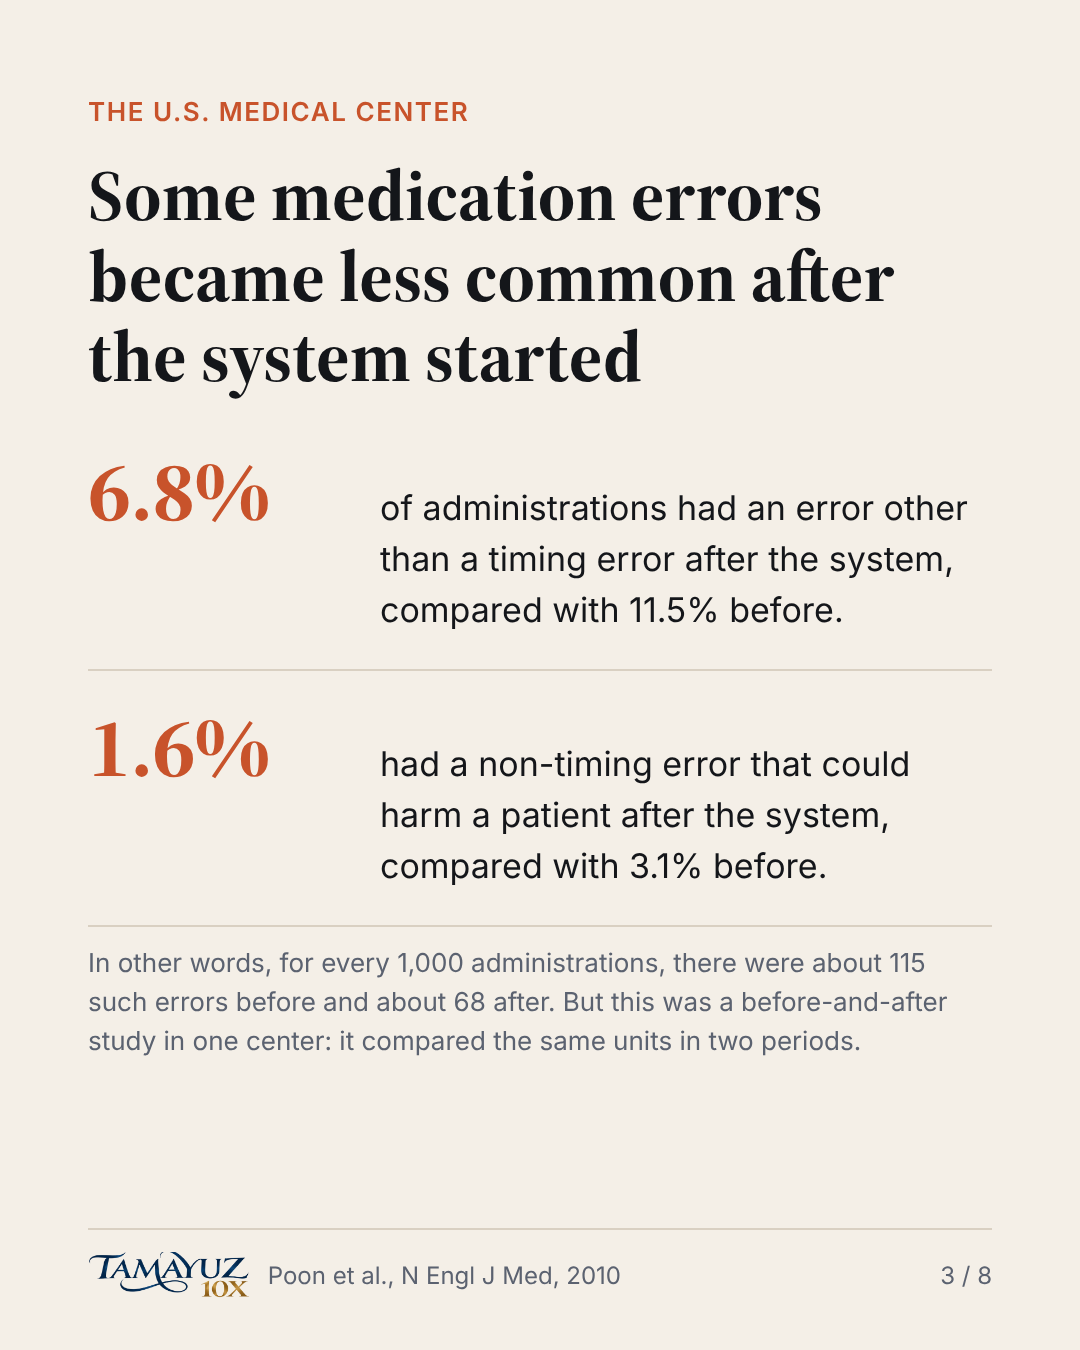 THE U.S. MEDICAL CENTER
Some medication errors
became less common after
the system started
6.8%
of administrations had an error other
than a timing error after the system,
compared with 11.5% before.
1.6%
had a non-timing error that could
harm a patient after the system,
compared with 3.1% before.
In other words, for every 1,000 administrations, there were about 115
such errors before and about 68 after. But this was a before-and-after
study in one center: it compared the same units in two periods.
TAMAYUZ
10X
Poon et al., N Engl J Med, 2010
3 / 8